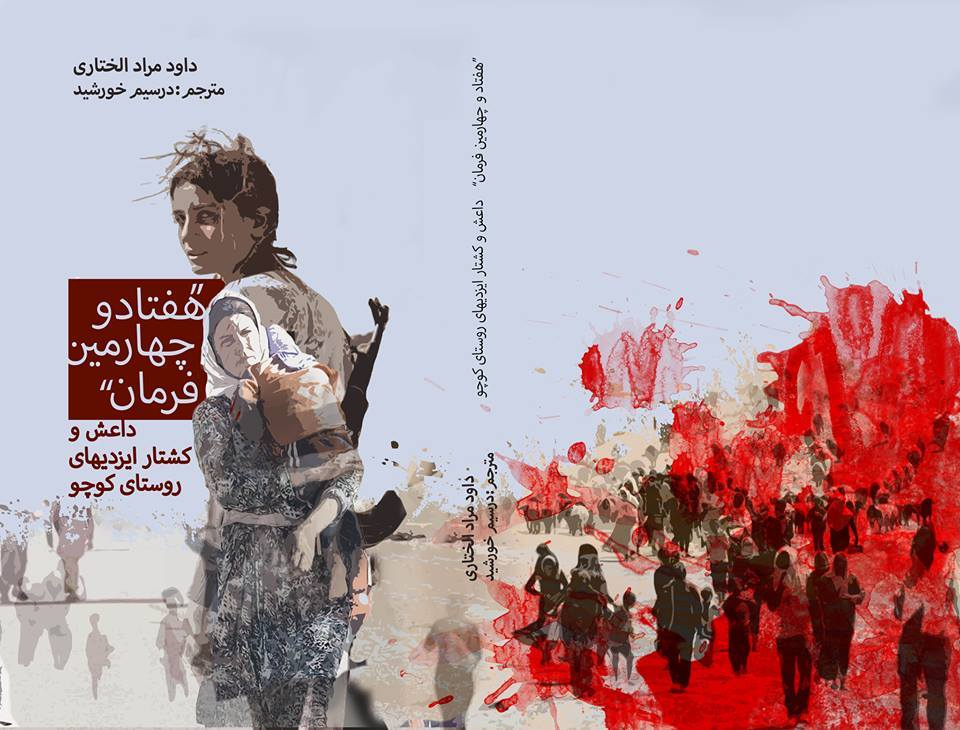 داود مراد الختاری
مترجم:درسیم خورشید
"هفتاد و
چهارمین
فرمان"
داعش و
کشتار ایزدیهای
روستای کوچو
"هفتاد و چهارمین فرمان" داعش و کشتار ایزدیهای روستای کوچو
داود مراد الختاری
مترجم:درسیم خورشید